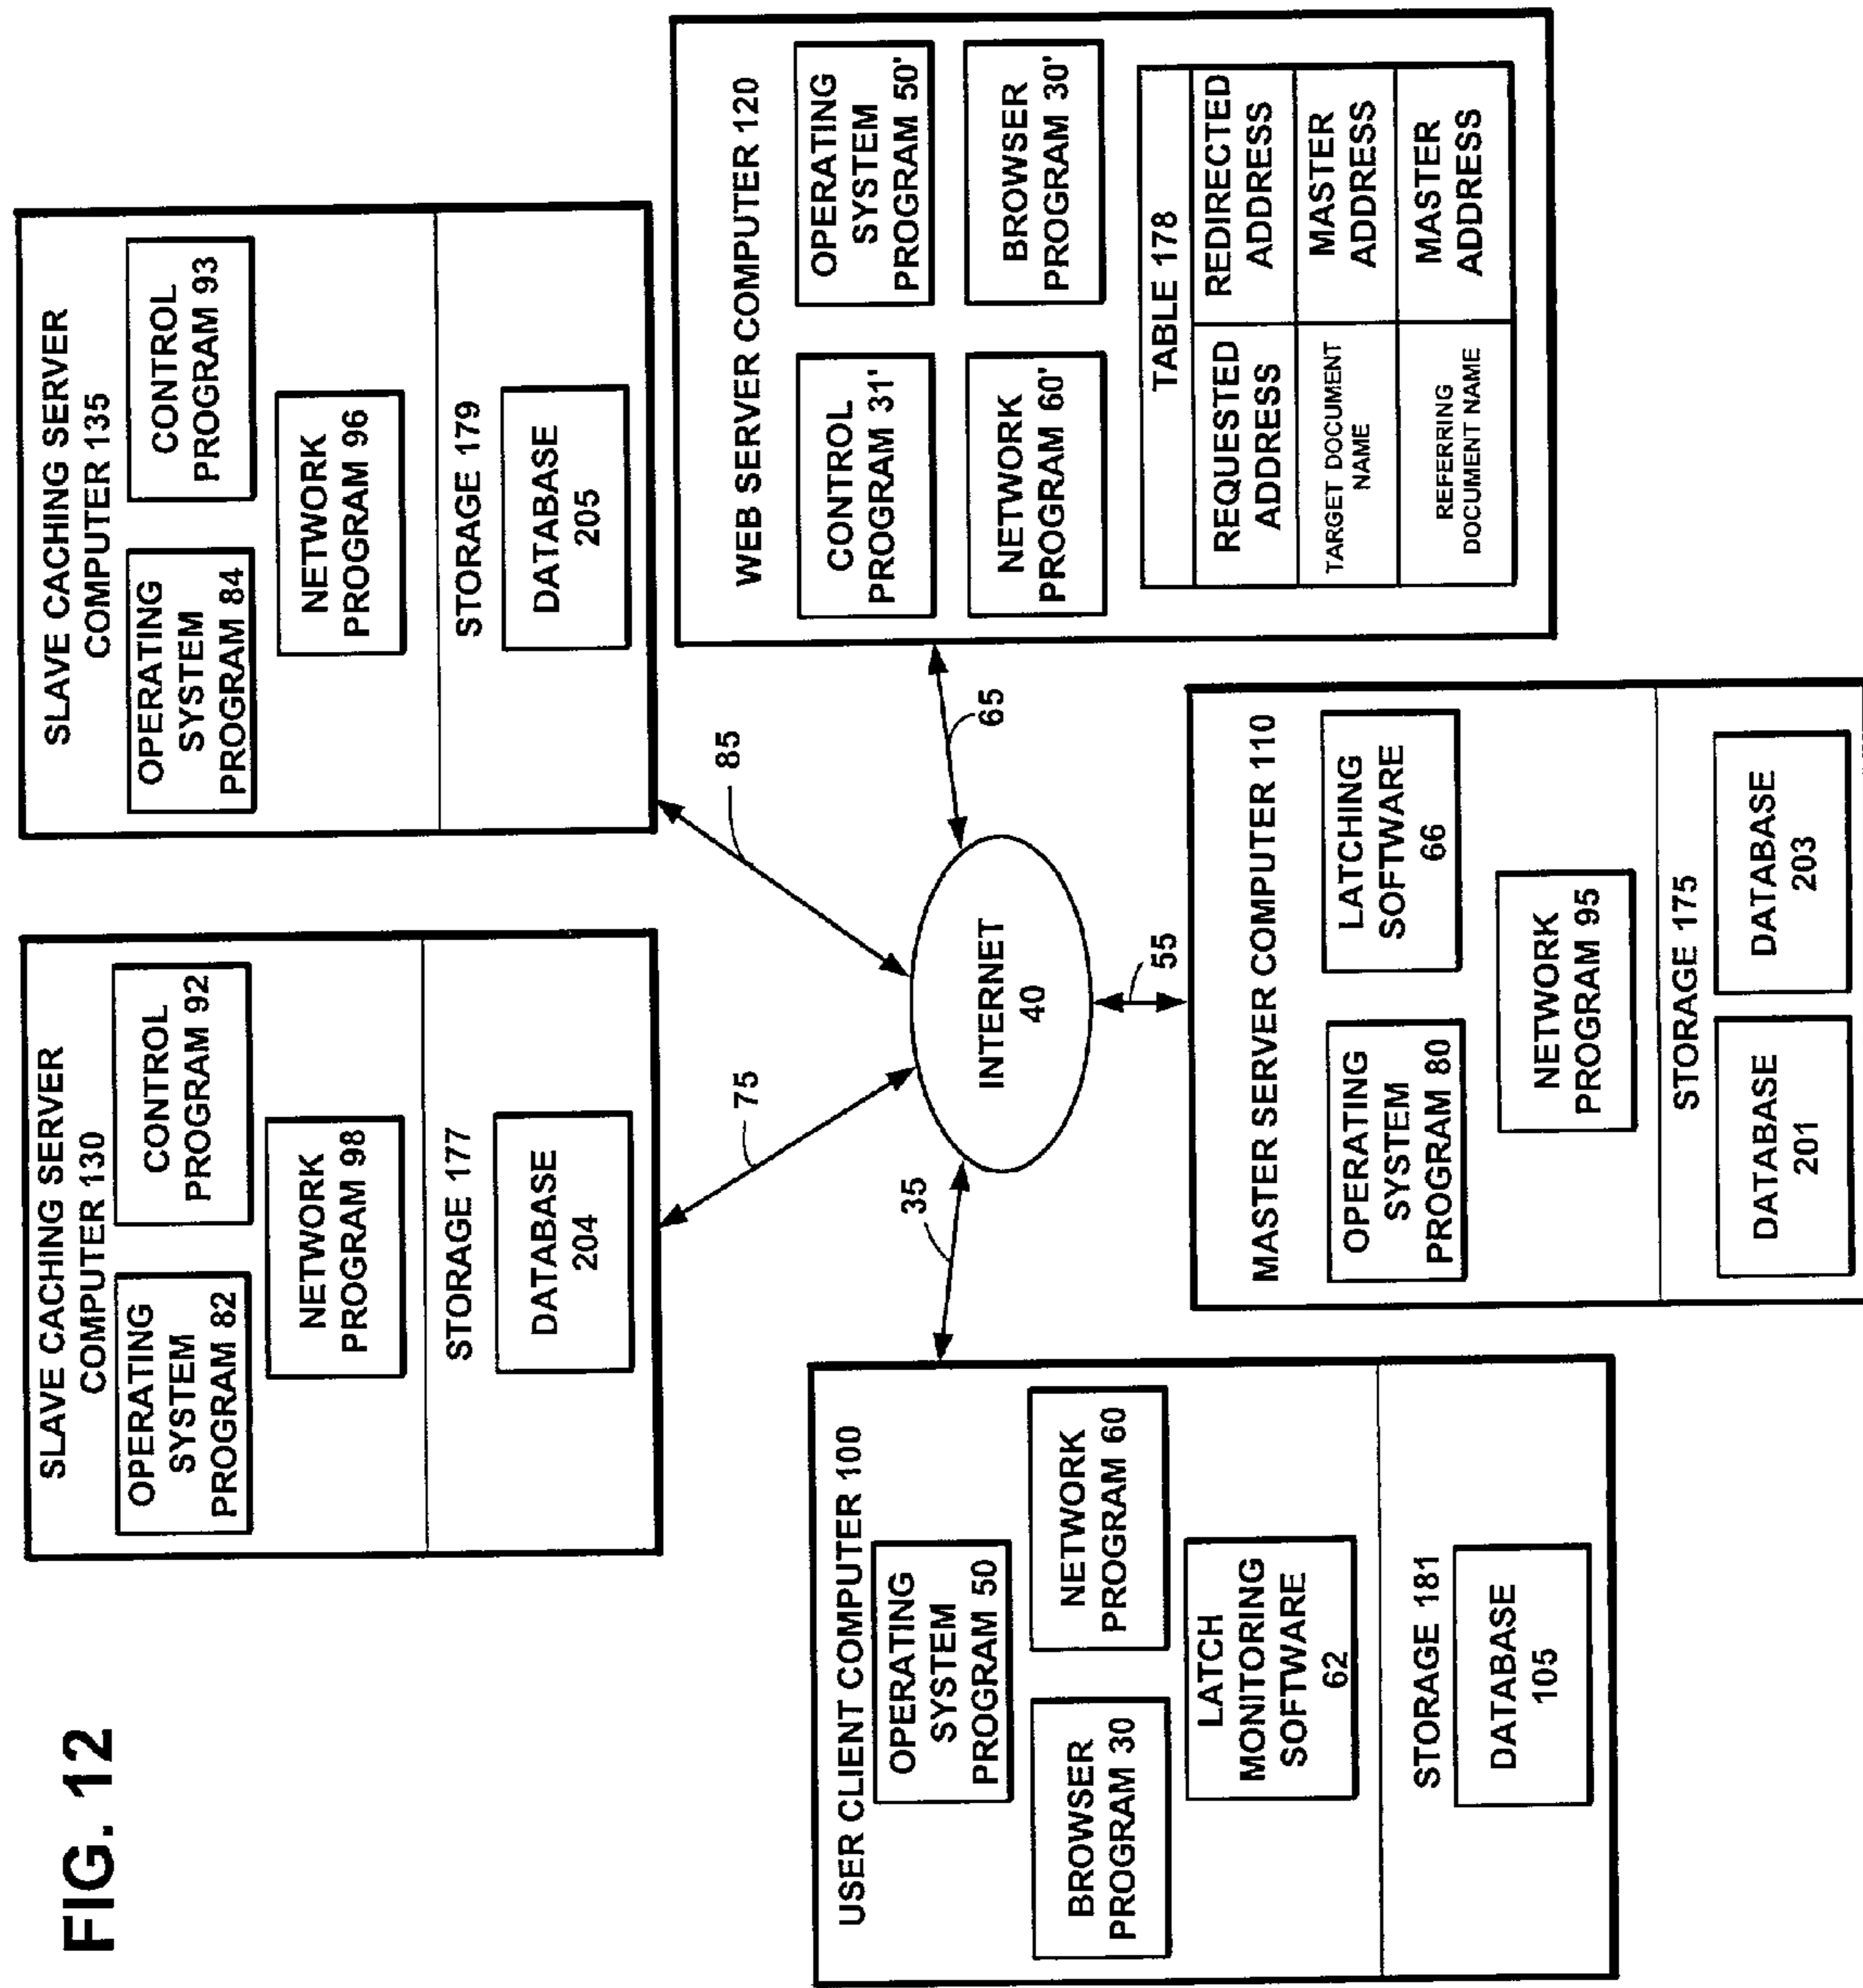 FIG. 12
SLAVE CACHING SERVER
COMPUTER 130
OPERATING
SYSTEM
PROGRAM 82
CONTROL
PROGRAM 92
NETWORK
PROGRAM 98
STORAGE 177
DATABASE
204
SLAVE CACHING SERVER
COMPUTER 135
OPERATING
SYSTEM
PROGRAM 84
CONTROL
PROGRAM 93
NETWORK
PROGRAM 96
STORAGE 179
DATABASE
205
75
85
35
INTERNET
40
65
55
USER CLIENT COMPUTER 100
OPERATING
SYSTEM
PROGRAM 50
BROWSER
PROGRAM 30
NETWORK
PROGRAM 60
LATCH
MONITORING
SOFTWARE
62
STORAGE 181
DATABASE
105
MASTER SERVER COMPUTER 110
OPERATING
SYSTEM
PROGRAM 80
LATCHING
SOFTWARE
66
NETWORK
PROGRAM 95
STORAGE 175
DATABASE
201
DATABASE
203
WEB SERVER COMPUTER 120
CONTROL
PROGRAM 31'
OPERATING
SYSTEM
PROGRAM 50'
NETWORK
PROGRAM 60'
BROWSER
PROGRAM 30'
TABLE 178
REQUESTED
ADDRESS
REDIRECTED
ADDRESS
TARGET DOCUMENT
NAME
MASTER
ADDRESS
REFERRING
DOCUMENT NAME
MASTER
ADDRESS